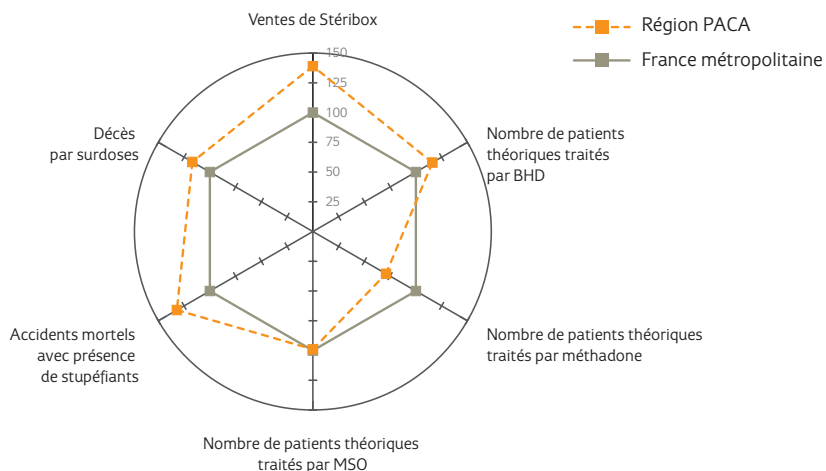 Ventes de Stéribox
Région PACA
France métropolitaine
150
125
100
75
50
25
Nombre de patients
théoriques traités
par BHD
Nombre de patients théoriques
traités par méthadone
Nombre de patients théoriques
traités par MSO
Accidents mortels
avec présence
de stupéfiants
Décès
par surdoses